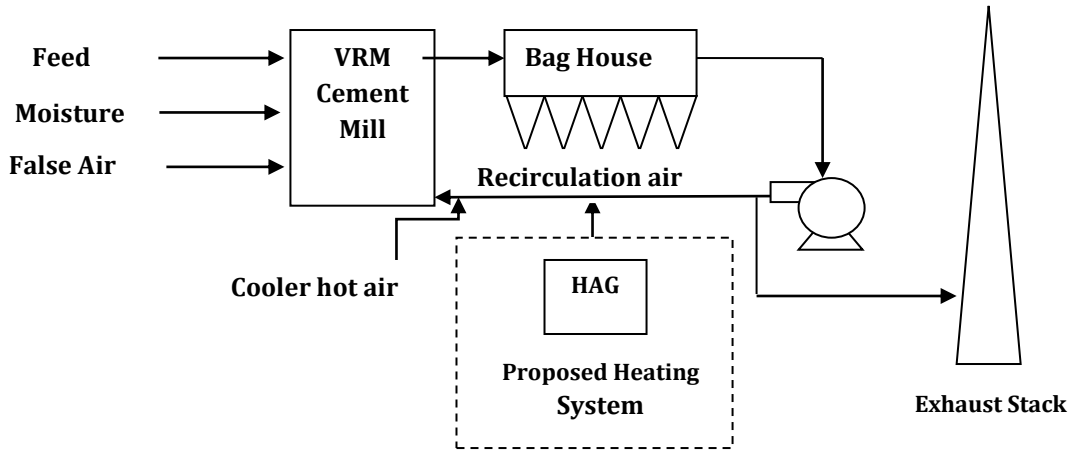 Feed
Moisture
False Air
VRM
Cement
Mill
Bag House
Recirculation air
Cooler hot air
HAG
Proposed Heating
System
Exhaust Stack